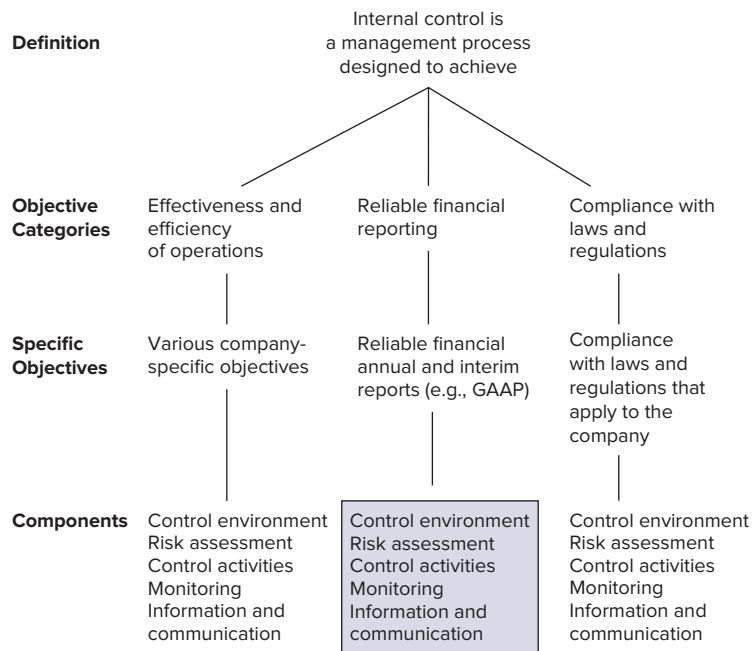 Definition
Internal control is
a management process
designed to achieve
Objective
Categories
Effectiveness and
efficiency
of operations
Reliable financial
reporting
Compliance with
laws and
regulations
Specific
Objectives
Various company-
specific objectives
Reliable financial
annual and interim
reports (e.g., GAAP)
Compliance
with laws and
regulations that
apply to the
company
Components
Control environment
Risk assessment
Control activities
Monitoring
Information and
communication
Control environment
Risk assessment
Control activities
Monitoring
Information and
communication
Control environment
Risk assessment
Control activities
Monitoring
Information and
communication